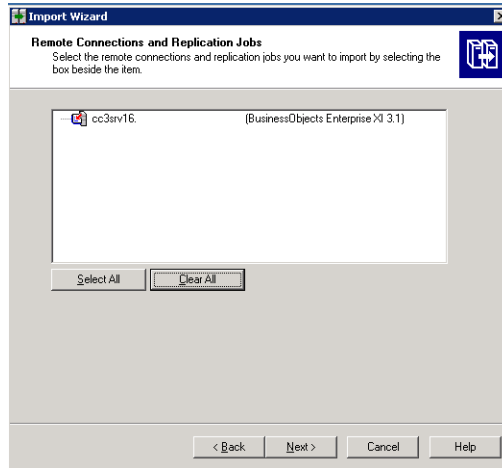 Import Wizard
Remote Connections and Replication Jobs
Select the remote connections and replication jobs you want to import by selecting the
box beside the item.
cc3srv16. (BusinessObjects Enterprise XI 3.1)
Select All Clear All
< Back Next > Cancel Help